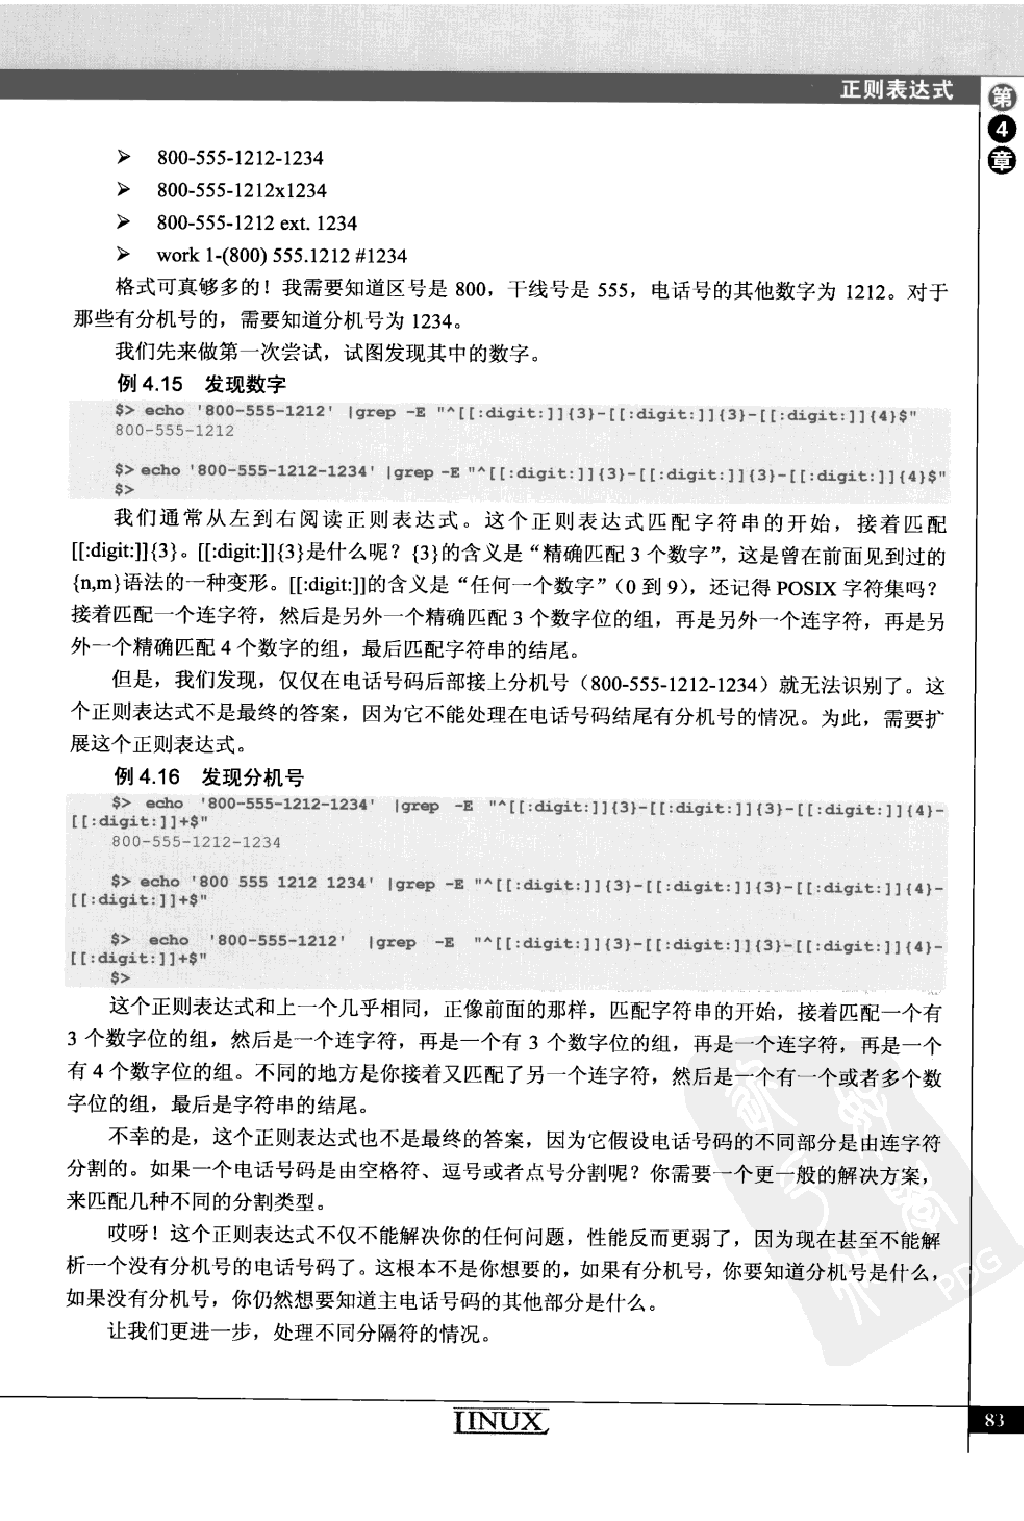 正则表达式
第
4
章
➢ 800-555-1212-1234
➢ 800-555-1212x1234
➢ 800-555-1212 ext. 1234
➢ work 1-(800) 555.1212 #1234
格式可真够多的！我需要知道区号是 800，干线号是 555，电话号的其他数字为 1212。对于
那些有分机号的，需要知道分机号为 1234。
我们先来做第一次尝试，试图发现其中的数字。
例 4.15 发现数字
$> echo '800-555-1212' |grep -E "^[[:digit:]]{3}-[[:digit:]]{3}-[[:digit:]]{4}$"
800-555-1212
$> echo '800-555-1212-1234' |grep -E "^[[:digit:]]{3}-[[:digit:]]{3}-[[:digit:]]{4}$"
$>
我们通常从左到右阅读正则表达式。这个正则表达式匹配字符串的开始，接着匹配
[[:digit:]]{3}。[[:digit:]]{3}是什么呢？{3}的含义是“精确匹配 3 个数字”，这是曾在前面见到过的
{n,m}语法的一种变形。[[:digit:]]的含义是“任何一个数字”（0 到 9），还记得 POSIX 字符集吗？
接着匹配一个连字符，然后是另外一个精确匹配 3 个数字位的组，再是另外一个连字符，再是另
外一个精确匹配 4 个数字的组，最后匹配字符串的结尾。
但是，我们发现，仅仅在电话号码后部接上分机号（800-555-1212-1234）就无法识别了。这
个正则表达式不是最终的答案，因为它不能处理在电话号码结尾有分机号的情况。为此，需要扩
展这个正则表达式。
例 4.16 发现分机号
$> echo '800-555-1212-1234' |grep -E "^[[:digit:]]{3}-[[:digit:]]{3}-[[:digit:]]{4}-
[[:digit:]]+$"
800-555-1212-1234
$> echo '800 555 1212 1234' |grep -E "^[[:digit:]]{3}-[[:digit:]]{3}-[[:digit:]]{4}-
[[:digit:]]+$"
$> echo '800-555-1212' |grep -E "^[[:digit:]]{3}-[[:digit:]]{3}-[[:digit:]]{4}-
[[:digit:]]+$"
$>
这个正则表达式和上一个几乎相同，正像前面的那样，匹配字符串的开始，接着匹配一个有
3 个数字位的组，然后是一个连字符，再是一个有 3 个数字位的组，再是一个连字符，再是一个
有 4 个数字位的组。不同的地方是你接着又匹配了另一个连字符，然后是一个有一个或者多个数
字位的组，最后是字符串的结尾。
不幸的是，这个正则表达式也不是最终的答案，因为它假设电话号码的不同部分是由连字符
分割的。如果一个电话号码是由空格符、逗号或者点号分割呢？你需要一个更一般的解决方案，
来匹配几种不同的分割类型。
哎呀！这个正则表达式不仅不能解决你的任何问题，性能反而更弱了，因为现在甚至不能解
析一个没有分机号的电话号码了。这根本不是你想要的，如果有分机号，你要知道分机号是什么，
如果没有分机号，你仍然想要知道主电话号码的其他部分是什么。
让我们更进一步，处理不同分隔符的情况。
PDG
LINUX
83